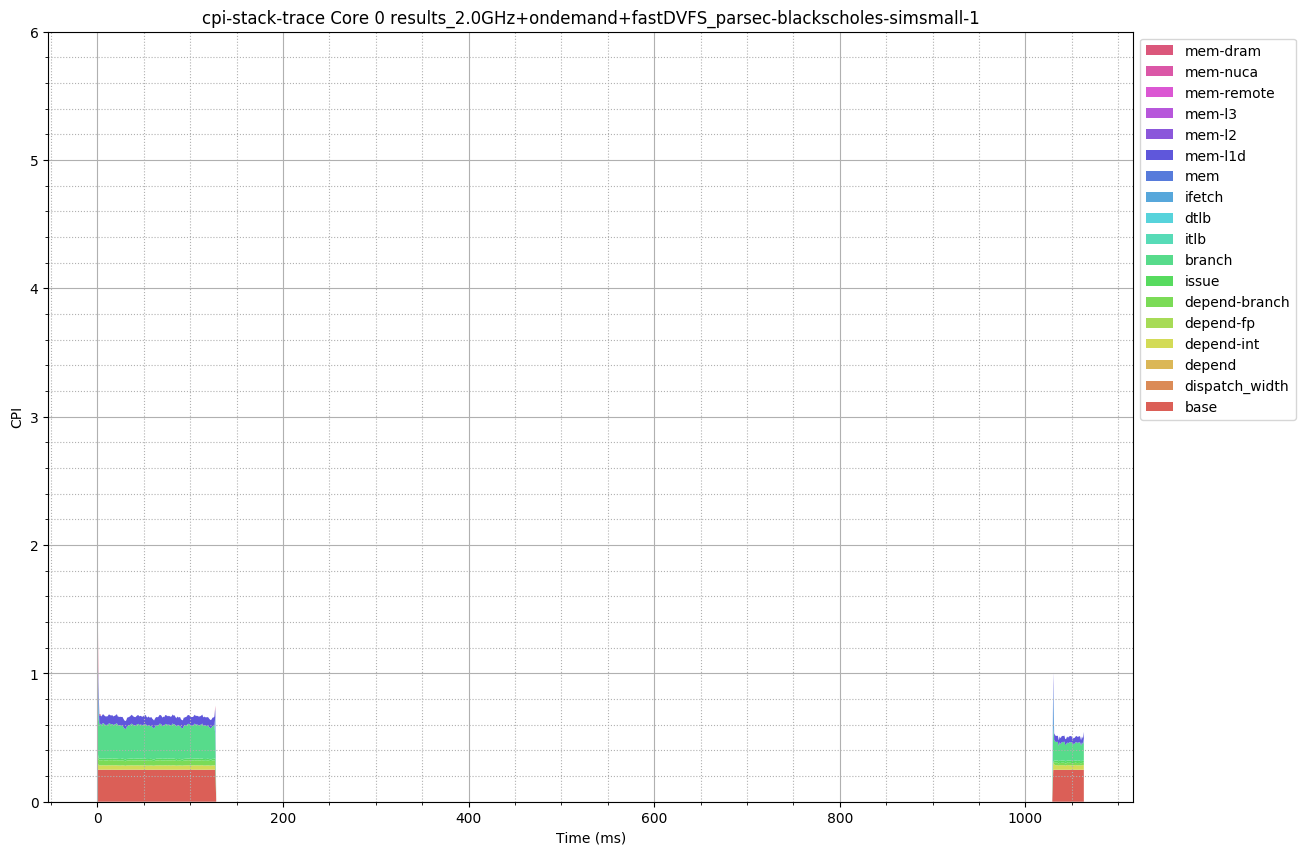 cpi-stack-trace Core 0 results_2.0GHz+ondemand+fastDVFS_parsec-blackscholes-simsmall-1
6
5
4
3
2
1
0
CPI
0
200
400
600
800
1000
Time (ms)
mem-dram
mem-nuca
mem-remote
mem-l3
mem-l2
mem-l1d
mem
ifetch
dtlb
itlb
branch
issue
depend-branch
depend-fp
depend-int
depend
dispatch_width
base